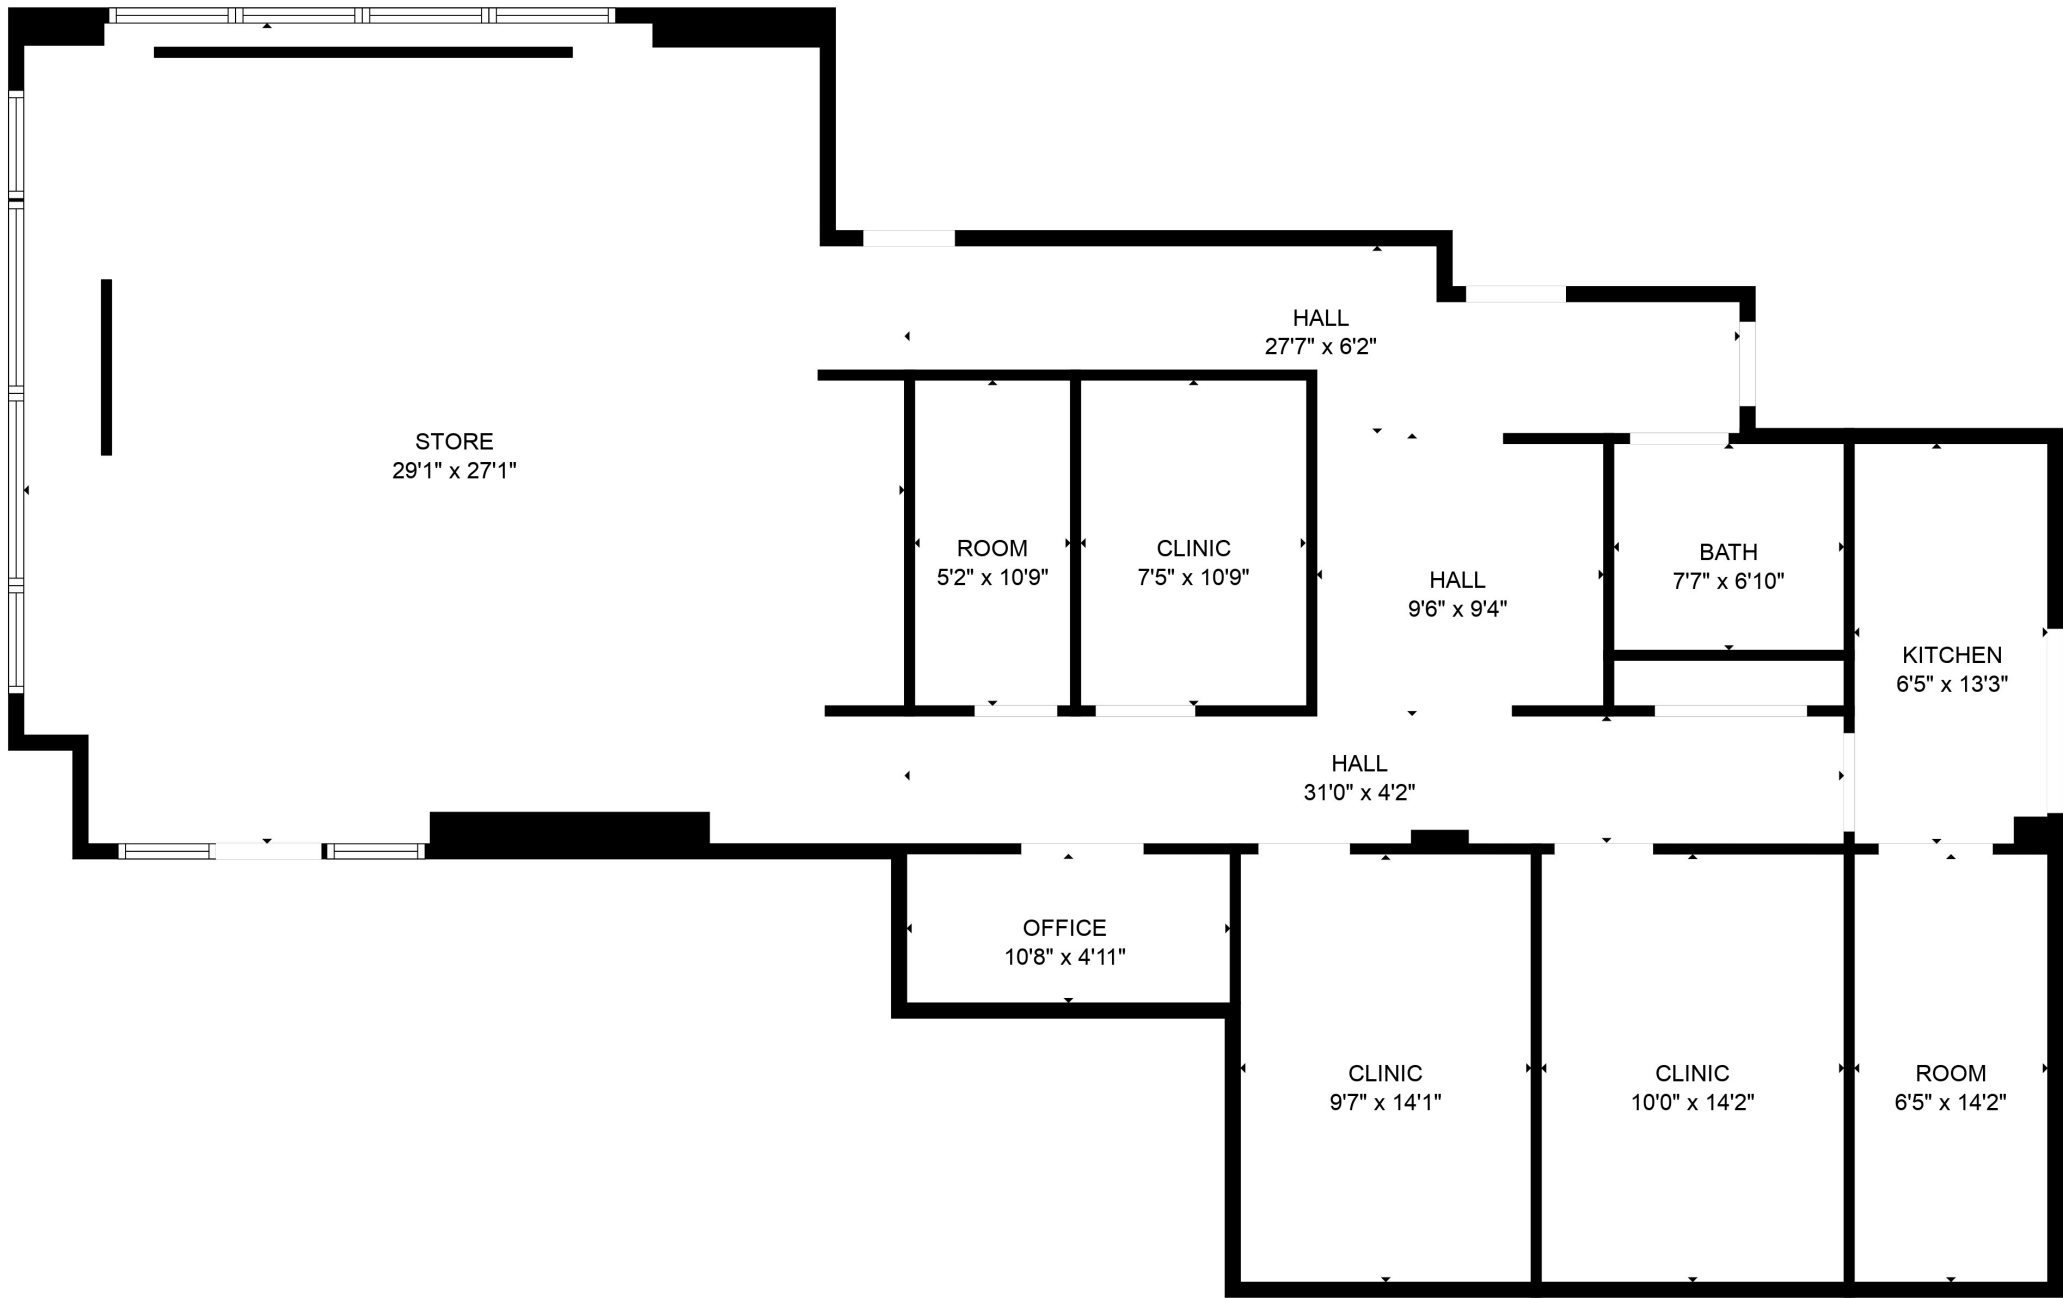 HALL
27'7" x 6'2"
STORE
29'1" x 27'1"
ROOM
5'2" x 10'9"
CLINIC
7'5" x 10'9"
HALL
9'6" x 9'4"
BATH
7'7" x 6'10"
KITCHEN
6'5" x 13'3"
HALL
31'0" x 4'2"
OFFICE
10'8" x 4'11"
CLINIC
9'7" x 14'1"
CLINIC
10'0" x 14'2"
ROOM
6'5" x 14'2"